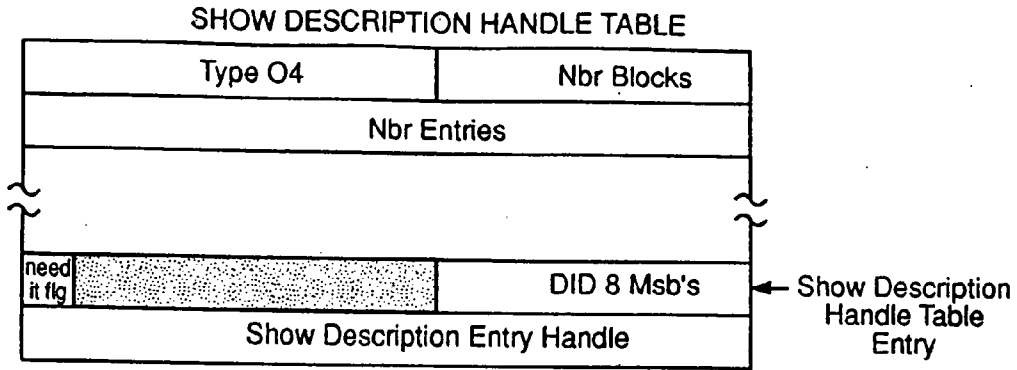 SHOW DESCRIPTION HANDLE TABLE
Type O4
Nbr Blocks
Nbr Entries
need
it flg
DID 8 Msb's
Show Description Entry Handle
Show Description
Handle Table
Entry